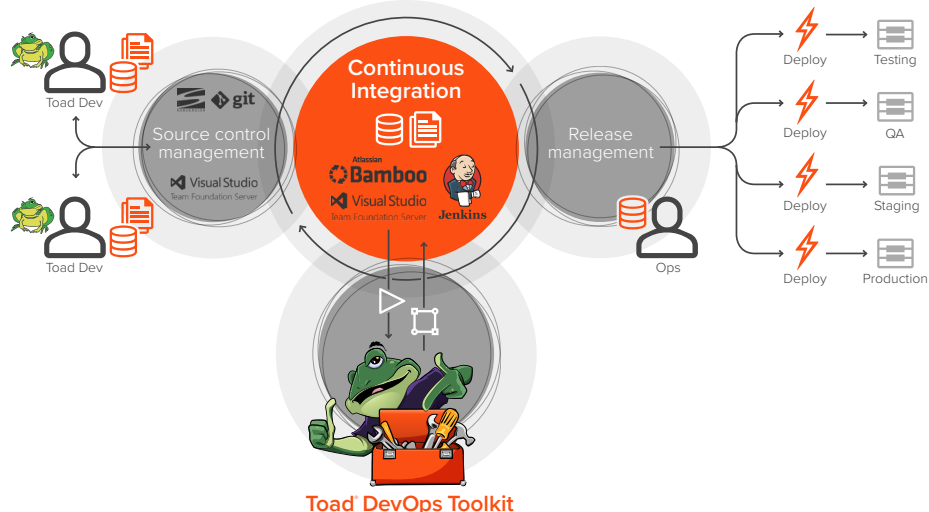 Toad Dev
Toad Dev
git
Source control
management
Visual Studio
Team Foundation Server
Continuous
Integration
Atlassian
Bamboo
Visual Studio
Team Foundation Server
Jenkins
Release
management
Ops
Deploy
Testing
Deploy
QA
Deploy
Staging
Deploy
Production
Toad® DevOps Toolkit